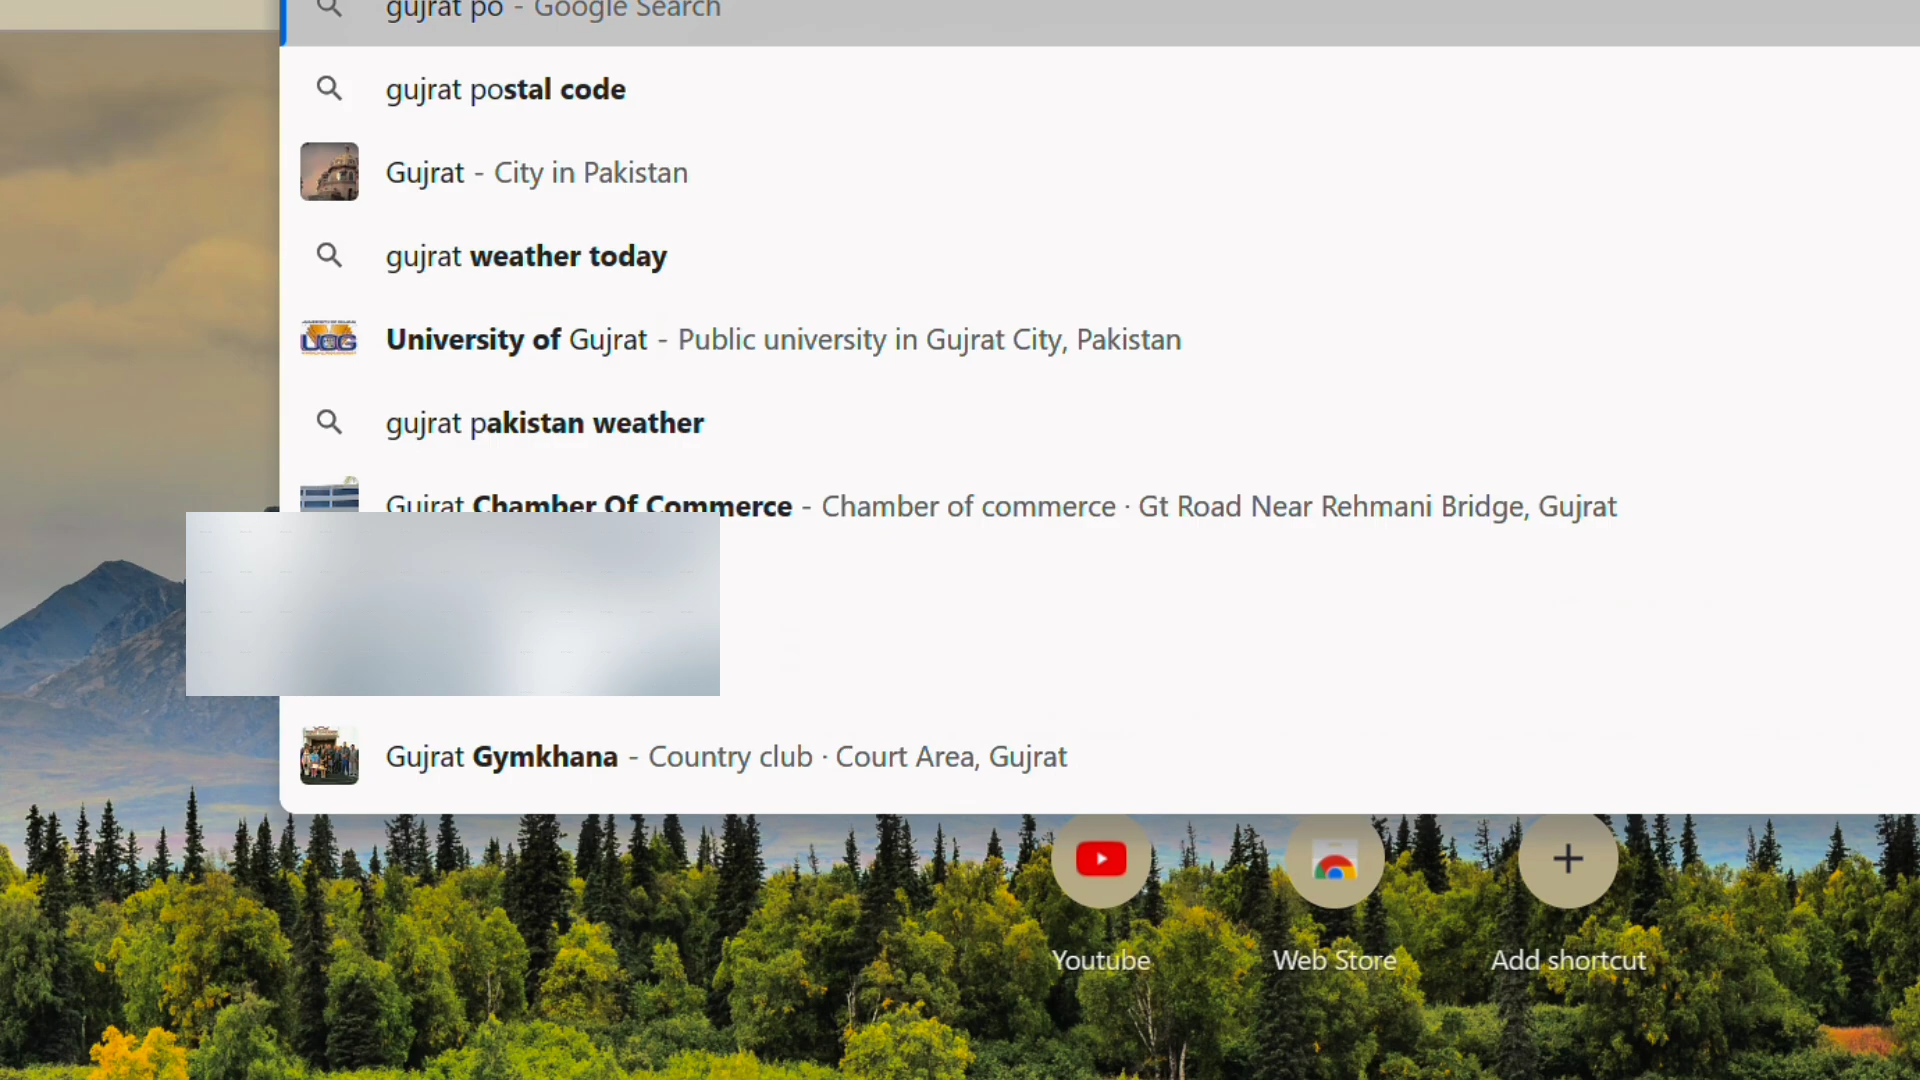 gujrat po - Google Search
gujrat postal code
Gujrat - City in Pakistan
gujrat weather today
UOG
University of Gujrat - Public university in Gujrat City, Pakistan
gujrat pakistan weather
Gujrat Chamber Of Commerce - Chamber of commerce · Gt Road Near Rehmani Bridge, Gujrat
Gujrat Gymkhana - Country club · Court Area, Gujrat
Youtube
Web Store
Add shortcut